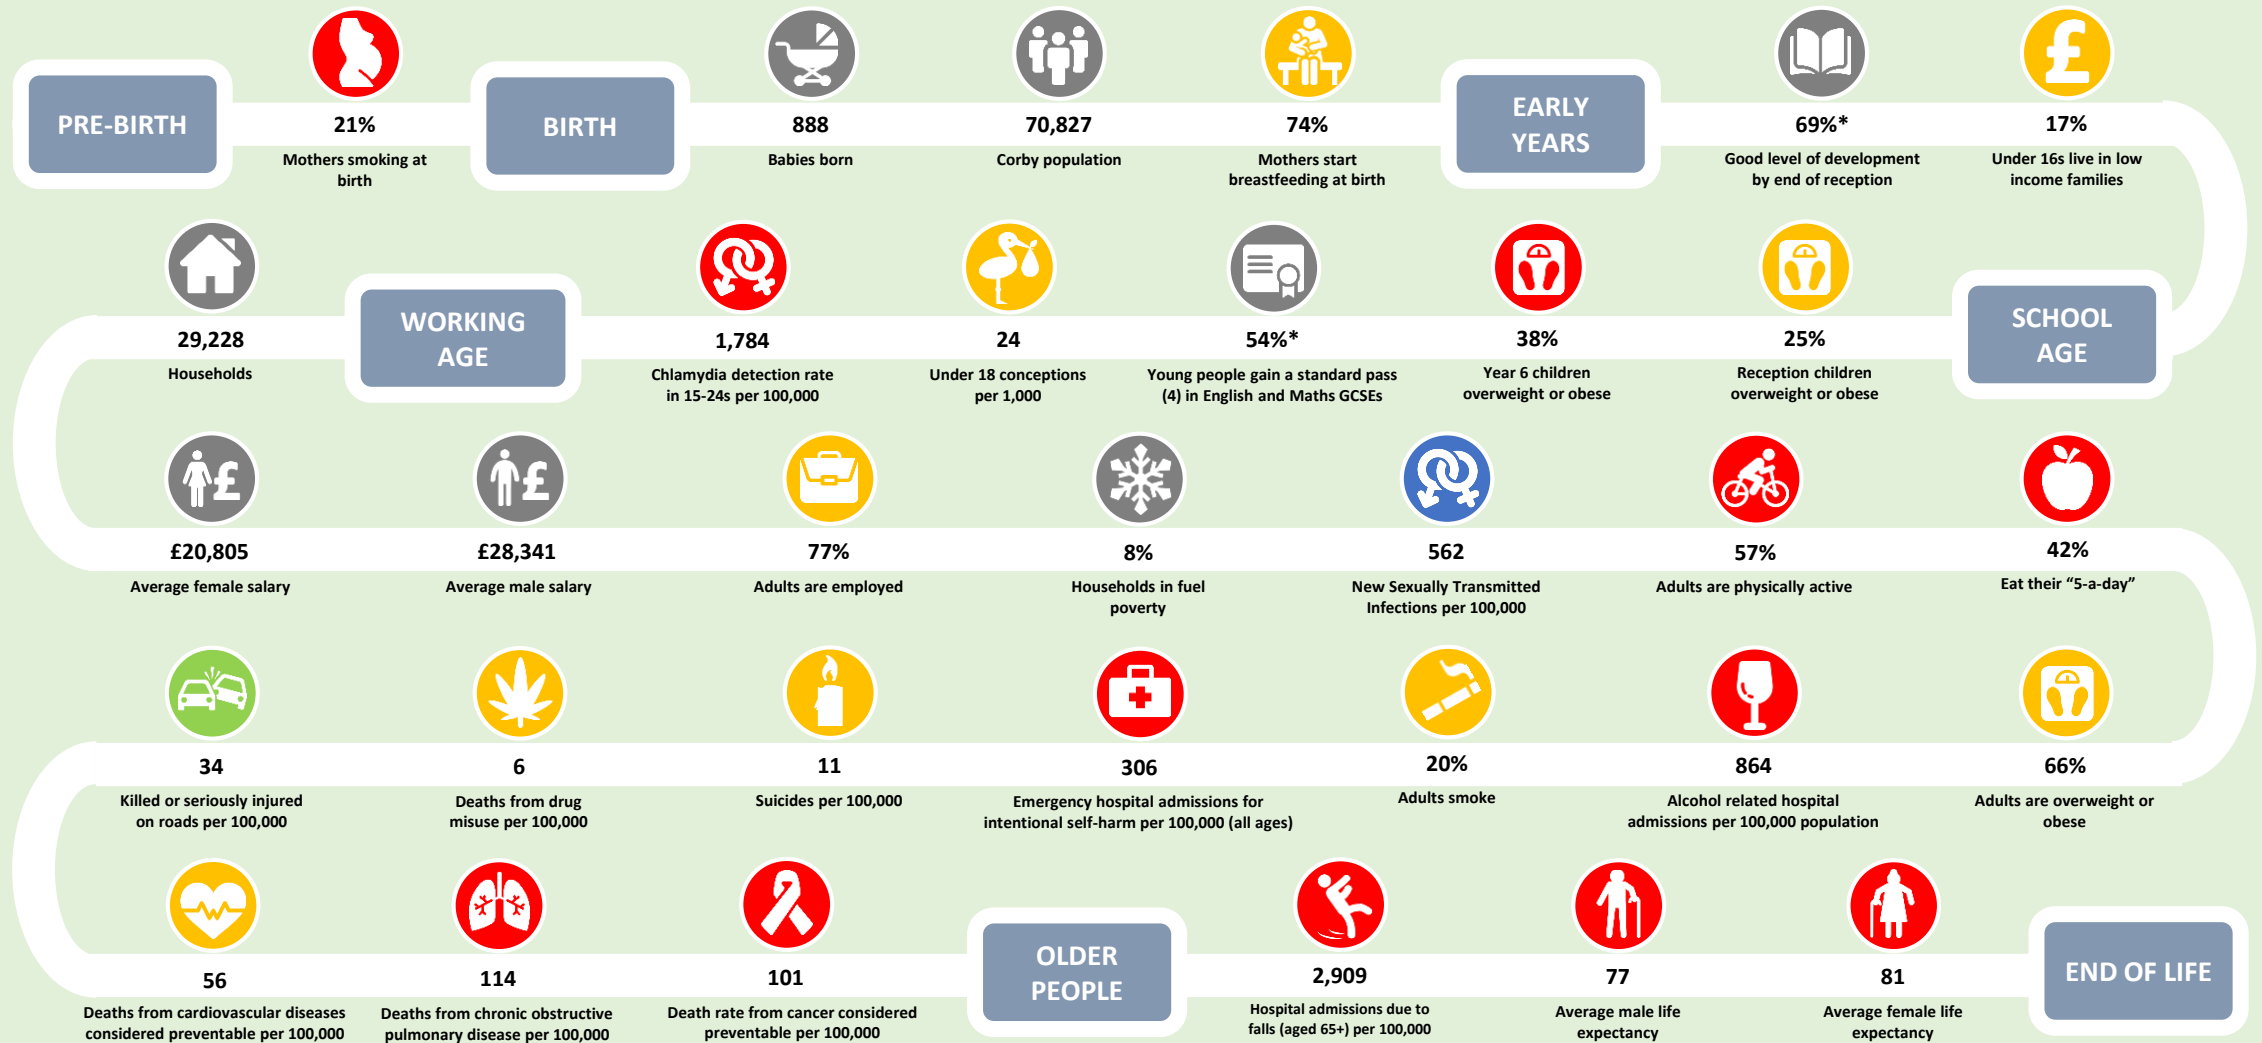 PRE-BIRTH
21%
Mothers smoking at
birth
BIRTH
888
Babies born
70,827
Corby population
74%
Mothers start
breastfeeding at birth
EARLY
YEARS
69%*
Good level of development
by end of reception
£
17%
Under 16s live in low
income families
SCHOOL
AGE
25%
Reception children
overweight or obese
38%
Year 6 children
overweight or obese
54%*
Young people gain a standard pass
(4) in English and Maths GCSEs
24
Under 18 conceptions
per 1,000
1,784
Chlamydia detection rate
in 15-24s per 100,000
WORKING
AGE
29,228
Households
£
£20,805
Average female salary
£
£28,341
Average male salary
77%
Adults are employed
8%
Households in fuel
poverty
562
New Sexually Transmitted
Infections per 100,000
57%
Adults are physically active
42%
Eat their “5-a-day”
66%
Adults are overweight or
obese
864
Alcohol related hospital
admissions per 100,000 population
20%
Adults smoke
306
Emergency hospital admissions for
intentional self-harm per 100,000 (all ages)
11
Suicides per 100,000
6
Deaths from drug
misuse per 100,000
34
Killed or seriously injured
on roads per 100,000
56
Deaths from cardiovascular diseases
considered preventable per 100,000
114
Deaths from chronic obstructive
pulmonary disease per 100,000
101
Death rate from cancer considered
preventable per 100,000
OLDER
PEOPLE
2,909
Hospital admissions due to
falls (aged 65+) per 100,000
77
Average male life
expectancy
81
Average female life
expectancy
END OF LIFE